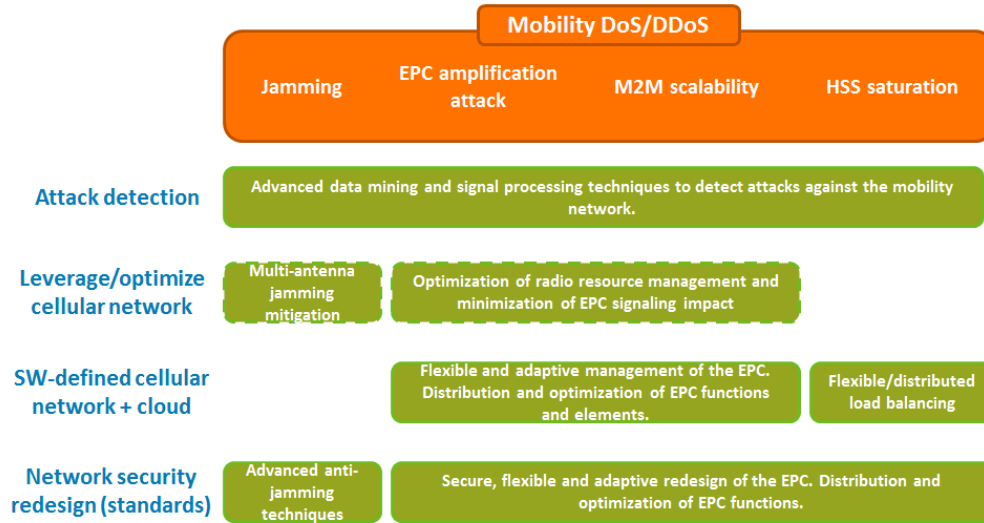 Mobility DoS/DDoS
Jamming
EPC amplification
attack
M2M scalability
HSS saturation
Attack detection
Advanced data mining and signal processing techniques to detect attacks against the mobility
network.
Leverage/optimize
cellular network
Multi-antenna
jamming
mitigation
Optimization of radio resource management and
minimization of EPC signaling impact
SW-defined cellular
network + cloud
Flexible and adaptive management of the EPC.
Distribution and optimization of EPC functions
and elements.
Flexible/distributed
load balancing
Network security
redesign (standards)
Advanced anti-
jamming
techniques
Secure, flexible and adaptive redesign of the EPC. Distribution and
optimization of EPC functions.